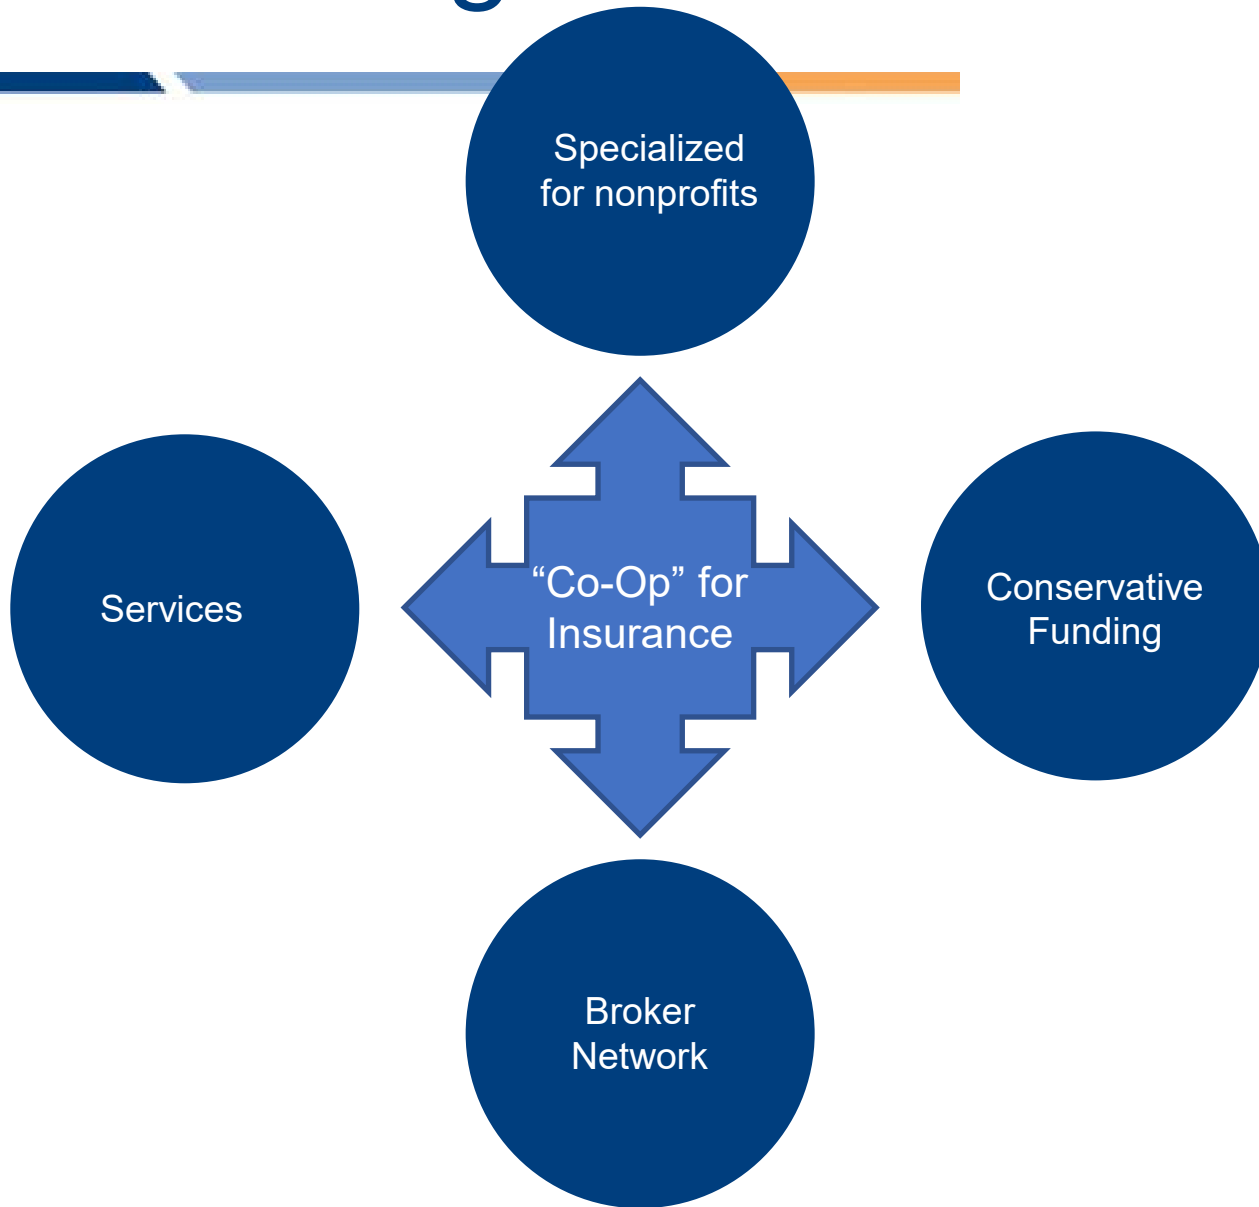 Specialized
for nonprofits
Services
“Co-Op” for
Insurance
Conservative
Funding
Broker
Network